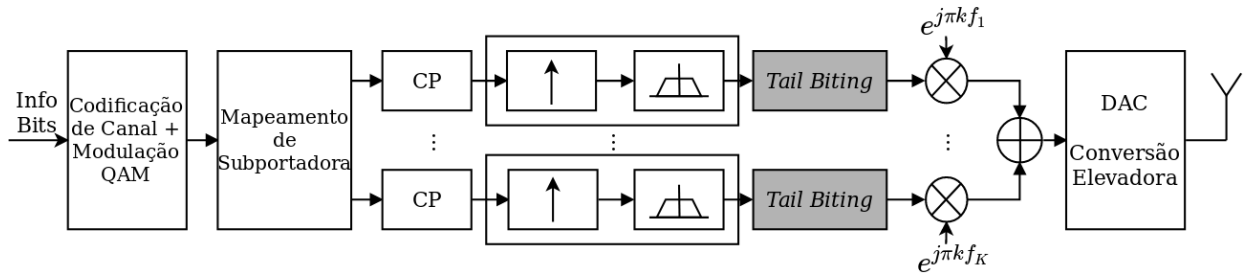 Info
Bits
Codificação
de Canal +
Modulação
QAM
Mapeamento
de
Subportadora
CP
Tail Biting
e^{jπkf_1}
CP
Tail Biting
e^{jπkf_K}
DAC
Conversão
Elevadora